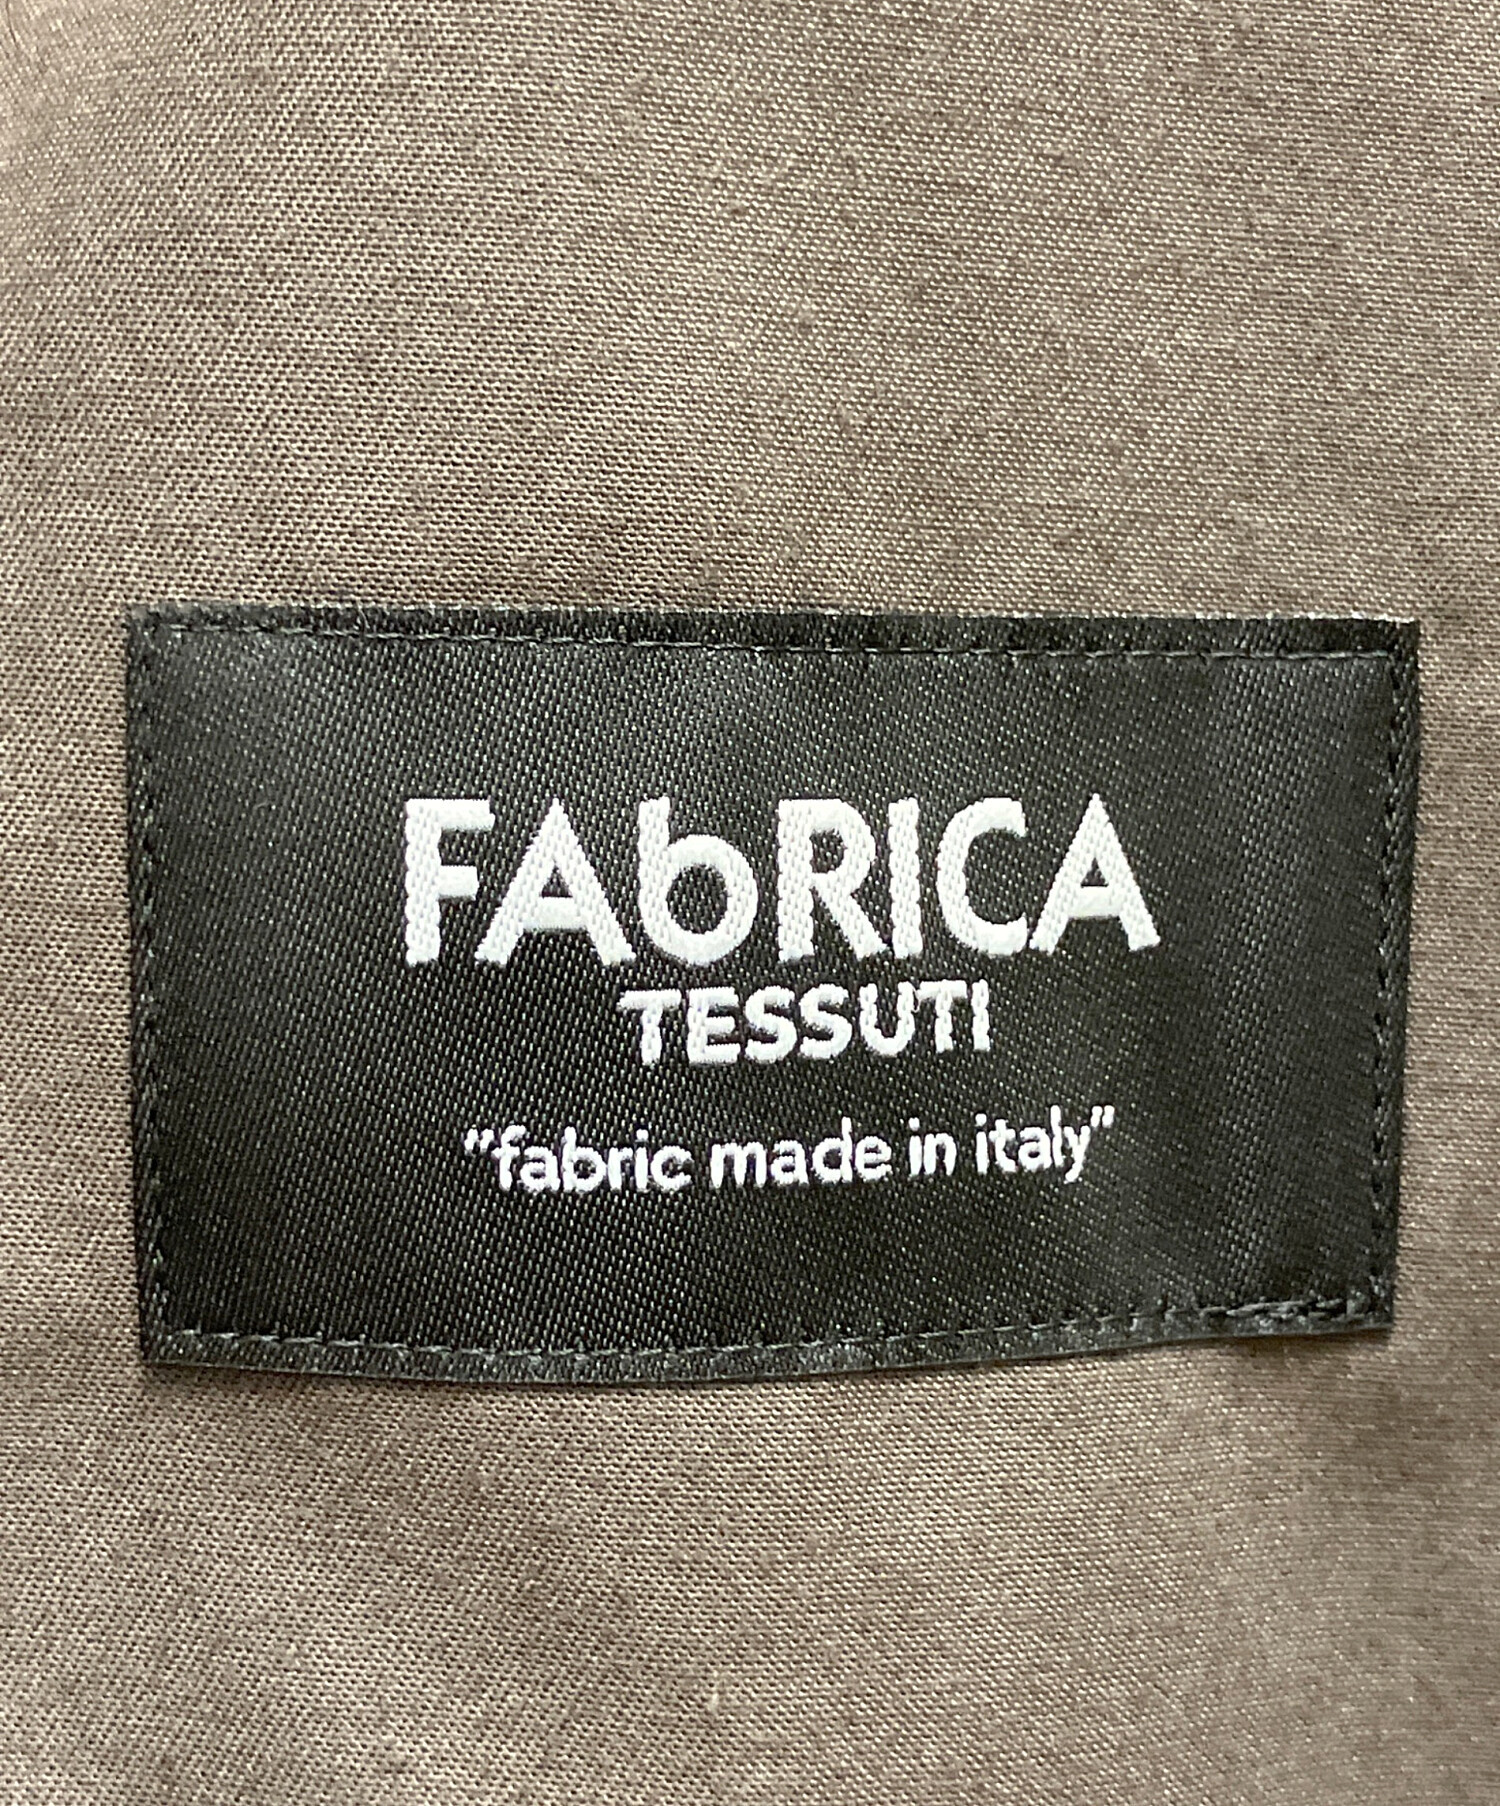 FAbRICA
TESSUTI
"fabric made in italy"